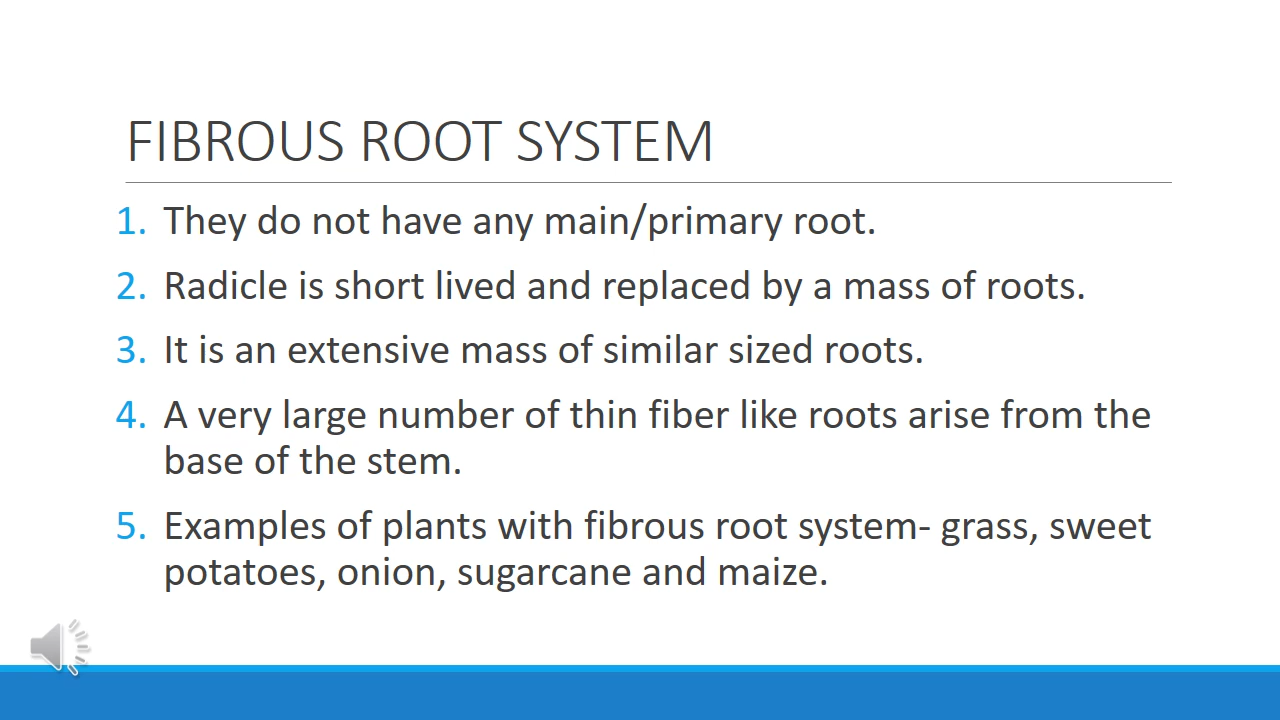 FIBROUS ROOT SYSTEM
1. They do not have any main/primary root.
2. Radicle is short lived and replaced by a mass of roots.
3. It is an extensive mass of similar sized roots.
4. A very large number of thin fiber like roots arise from the
base of the stem.
5. Examples of plants with fibrous root system- grass, sweet
potatoes, onion, sugarcane and maize.